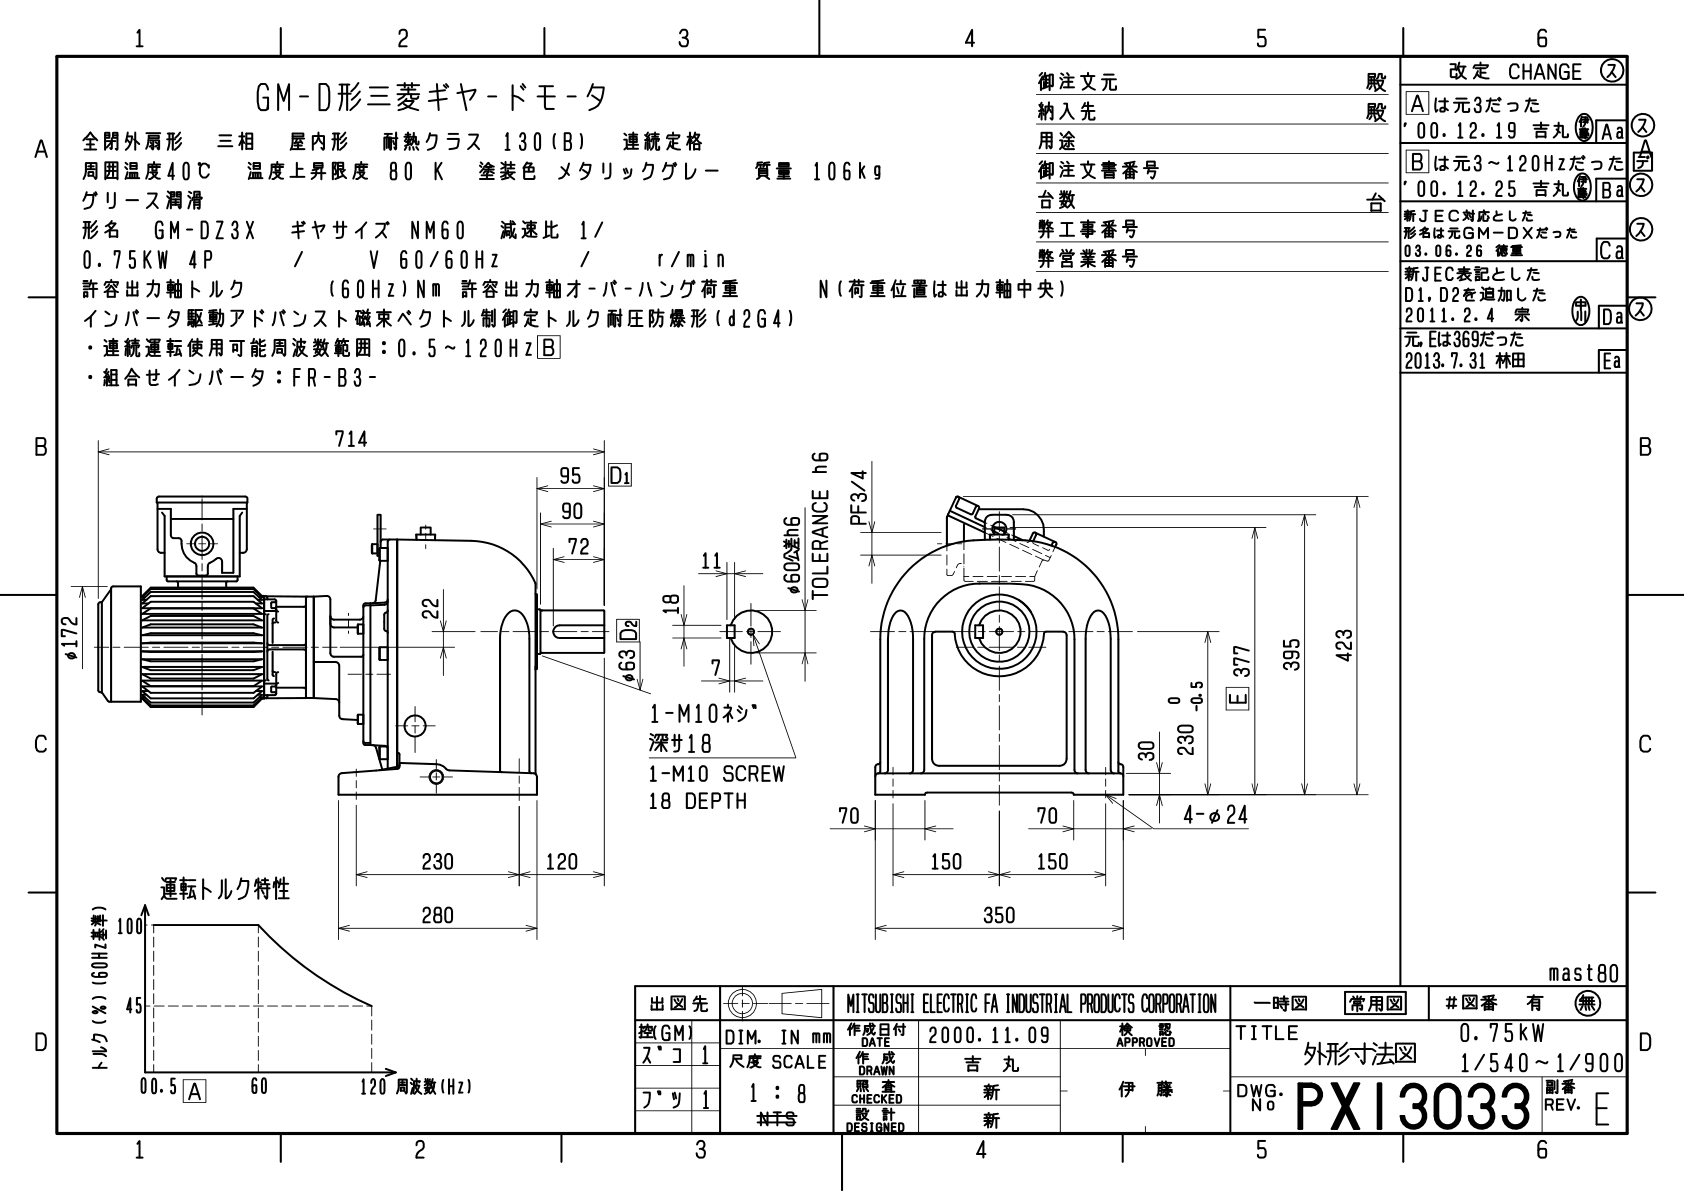 1 2 3 4 5 6
GM-D形三菱ギヤードモータ
全閉外扇形 三相 屋内形 耐熱クラス 130(B) 連続定格
周囲温度40℃ 温度上昇限度 80 K 塗装色 メタリックグレー 質量 106kg
グリース潤滑
形名 GM-DZ3X ギヤサイズ NM60 減速比 1/
0.75KW 4P / V 60/60Hz / r/min
許容出力軸トルク (60Hz)Nm 許容出力軸オーバーハング荷重 N(荷重位置は出力軸中央)
インバータ駆動アドバンスト磁束ベクトル制御定トルク耐圧防爆形(d2G4)
・連続運転使用可能周波数範囲:0.5~120Hz B
・組合せインバータ:FR-B3-
御注文元 殿
納入先 殿
用途
御注文書番号
台数 台
弊工事番号
弊営業番号
改定 CHANGE ス
A は元3だった
'00.12.19 吉丸 伊藤 Aa ス
B は元3~120Hzだった テ
'00.12.25 吉丸 伊藤 Ba ス
新JEC対応とした
形名は元GM-DXだった ス
03.06.26 徳重 Ca
新JEC表記とした
D1,D2を追加した
2011.2.4 宗 Da ス
元,Eは369だった
2013.7.31 林田 Ea
A
A
B
B
C
C
D
D
714
95 D1
90
72
22
φ172
φ63 D2
230
120
280
11
18
7
φ60公差h6
TOLERANCE h6
1-M10ネジ
深サ18
1-M10 SCREW
18 DEPTH
PF3/4
423
395
E 377
230 0 -0.5
30
4-φ24
70
70
150
150
350
運転トルク特性
トルク(%)(60Hz基準)
100
45
0 0.5 A 60 120 周波数(Hz)
mast80
出図先
控(GM)
スコ 1
ブツ 1
DIM. IN mm
尺度 SCALE
1 : 8
NTS
MITSUBISHI ELECTRIC FA INDUSTRIAL PRODUCTS CORPORATION
作成日付 DATE 2000.11.09
作成 DRAWN 吉丸
照査 CHECKED 新
設計 DESIGNED 新
検認 APPROVED
伊藤
一時図 常用図 #図番 有 無
TITLE 0.75kW
外形寸法図 1/540~1/900
DWG. No PX13033 副番 REV. E
1 2 3 4 5 6